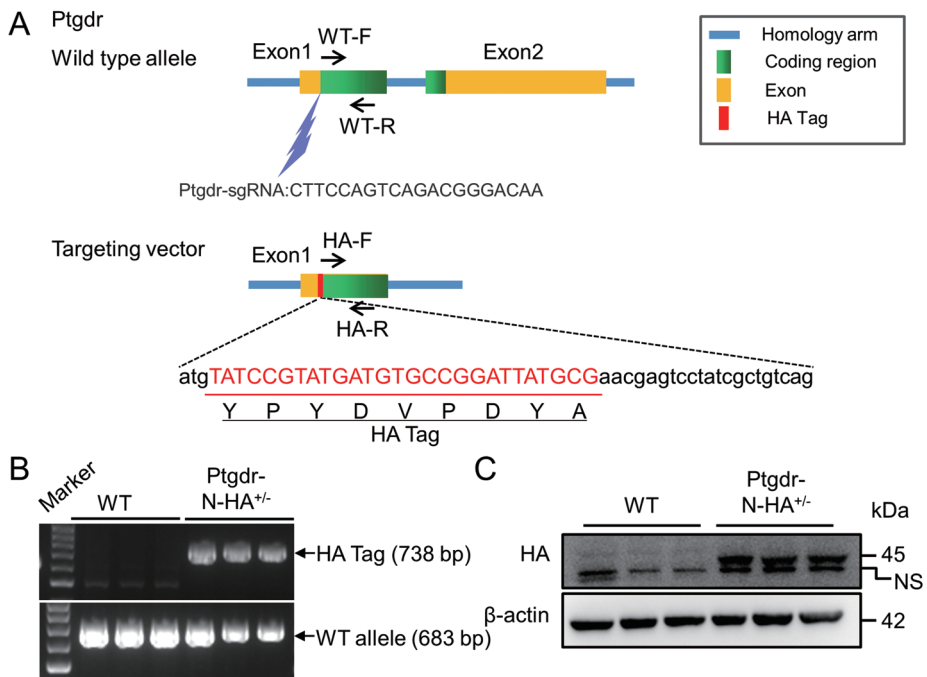 A
Ptgdr
Wild type allele
Exon1
WT-F
Exon2
WT-R
Ptgdr-sgRNA:CTTCCAGTCAGACGGGACAA
Homology arm
Coding region
Exon
HA Tag
Targeting vector
Exon1
HA-F
HA-R
atgTATCCGTATGATGTGCCGGATTATGCGaacgagtcctatcgctgtcag
Y P Y D V P D Y A
HA Tag
B
Marker
WT
Ptgdr-
N-HA+/-
HA Tag (738 bp)
WT allele (683 bp)
C
WT
Ptgdr-
N-HA+/-
kDa
HA
45
NS
β-actin
42